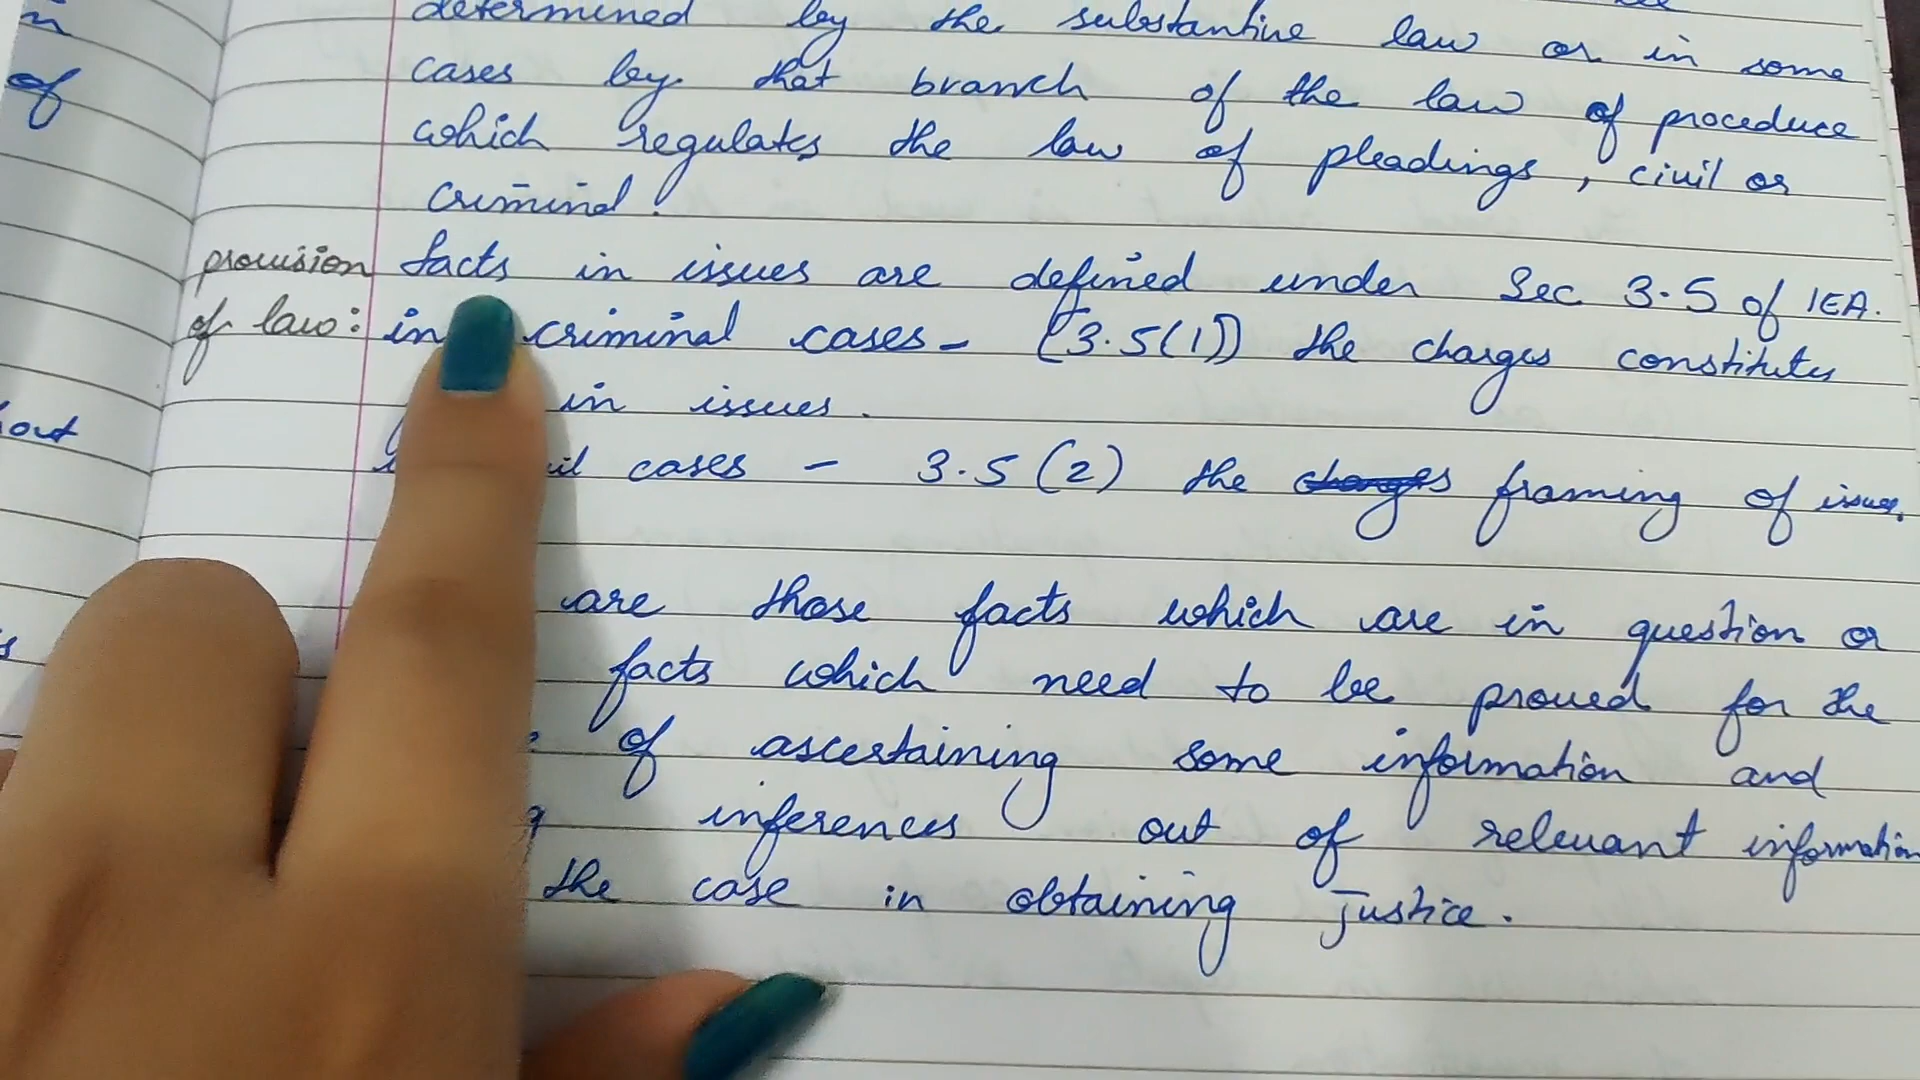 determined by the substantive law or in some
cases by that branch of the law of procedure
which regulates the law of pleadings, civil or
criminal.
provision facts in issues are defined under Sec 3.5 of IEA.
of law: in criminal cases - [3.5(1)] the charges constitutes
in issues.
cases - 3.5 (2) the charges framing of issues.
are those facts which are in question or
facts which need to be proved for the
of ascertaining some information and
inferences out of relevant information
the case in obtaining justice.
of
out